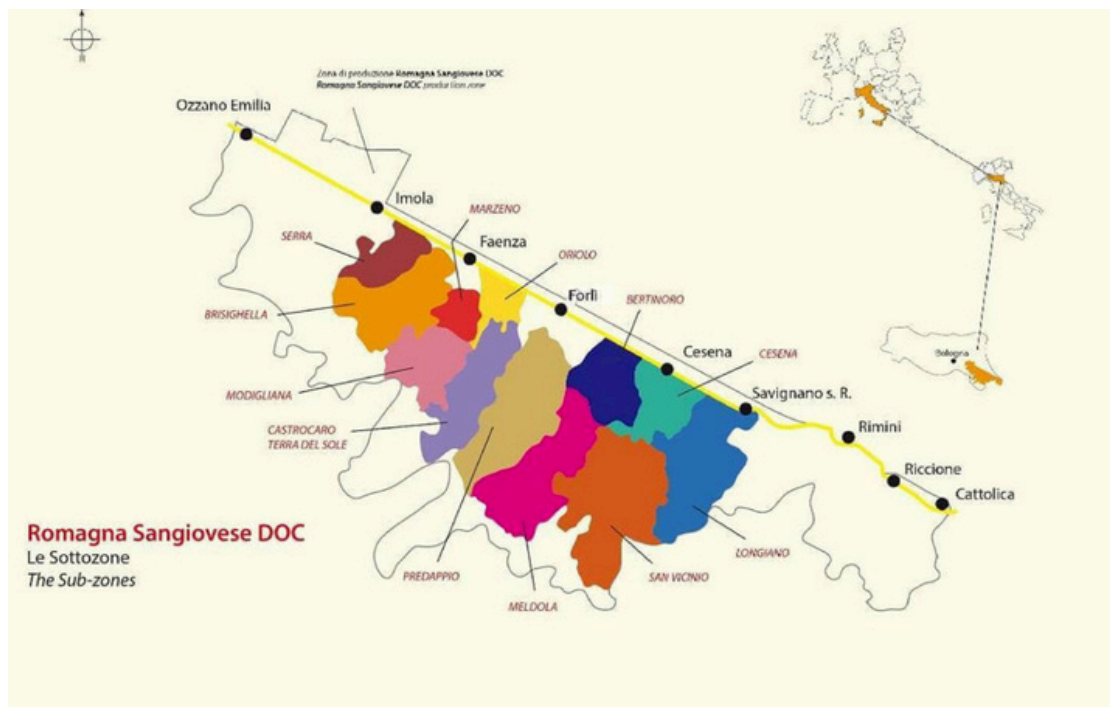 Zona di produzione Romagna Sangiovese DOC
Romagna Sangiovese DOC production zone
Ozzano Emilia
Imola
MARZENO
SERRA
Faenza
ORIOLO
BRISIGHELLA
Forlì
BERTINORO
Cesena
CESENA
Bologna
MODIGLIANA
Savignano s. R.
CASTROCARO
TERRA DEL SOLE
Rimini
Riccione
Cattolica
Romagna Sangiovese DOC
Le Sottozone
The Sub-zones
PREDAPPIO
MELDOLA
SAN VICINIO
LONGIANO